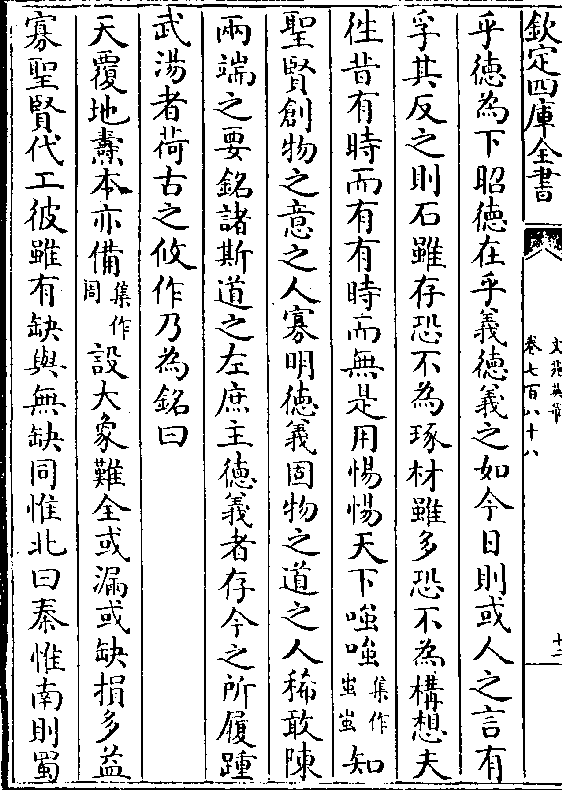 欽定四庫全書
文苑英華
卷七百八十八
十二
乎德為下昭德在乎義德義之如今日則或人之言有
孚其反之則石雖存恐不為琢材雖多恐不為構想夫
徃昔有時而有有時而無是用惕惕天下嗤嗤集作蚩蚩知
聖賢創物之意之人寡明德義固物之道之人稀敢陳
兩端之要銘諸斯道之左庶主德義者存今之所履踵
武湯者荷古之攸作乃為銘曰
天覆地燾本亦備集作周設大象難全或漏或缺損多益
寡聖賢代工彼雖有缺與無缺同惟北曰秦惟南則蜀